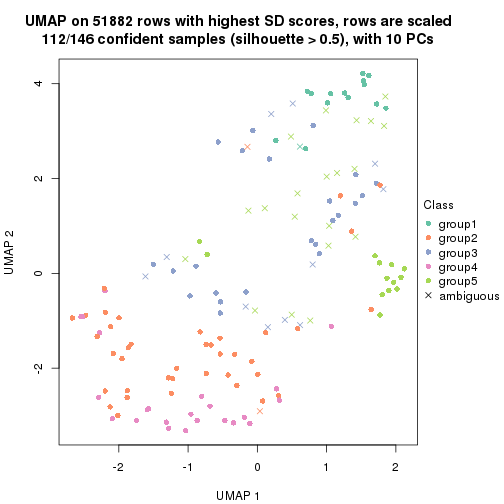 UMAP on 51882 rows with highest SD scores, rows are scaled
112/146 confident samples (silhouette > 0.5), with 10 PCs
4
2
0
-2
UMAP 2
-2
-1
0
1
2
UMAP 1
Class
group1
group2
group3
group4
group5
ambiguous